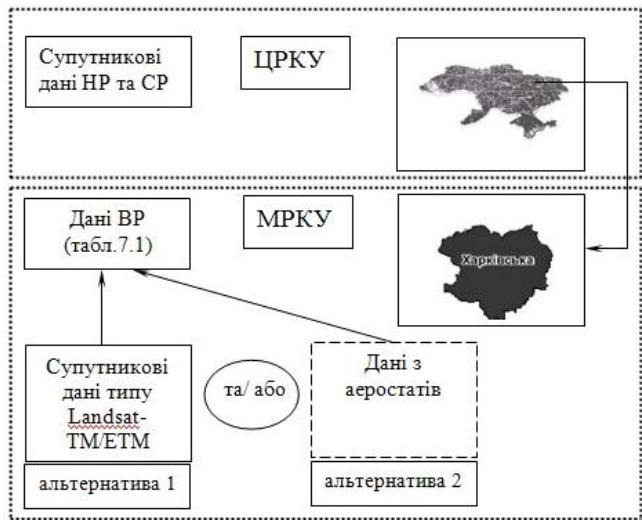 Супутникові
дані НР та СР
ЦРКУ
Дані ВР
(табл.7.1)
МРКУ
Харківська
Супутникові
дані типу
Landsat-
TM/ETM
та/ або
Дані з
аеростатів
альтернатива 1
альтернатива 2